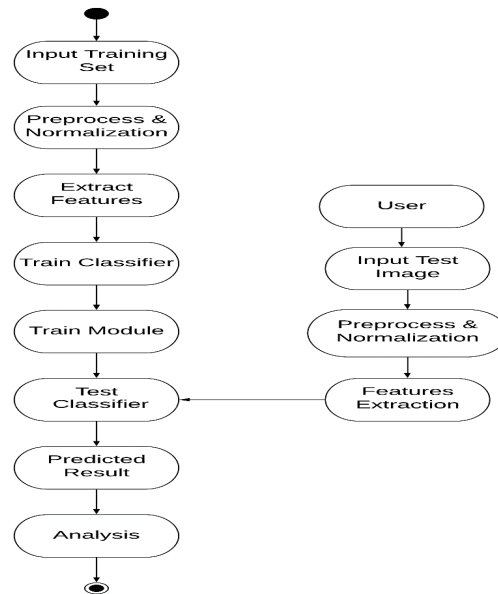 Input Training
Set
Preprocess &
Normalization
Extract
Features
Train Classifier
Train Module
Test
Classifier
Predicted
Result
Analysis
User
Input Test
Image
Preprocess &
Normalization
Features
Extraction